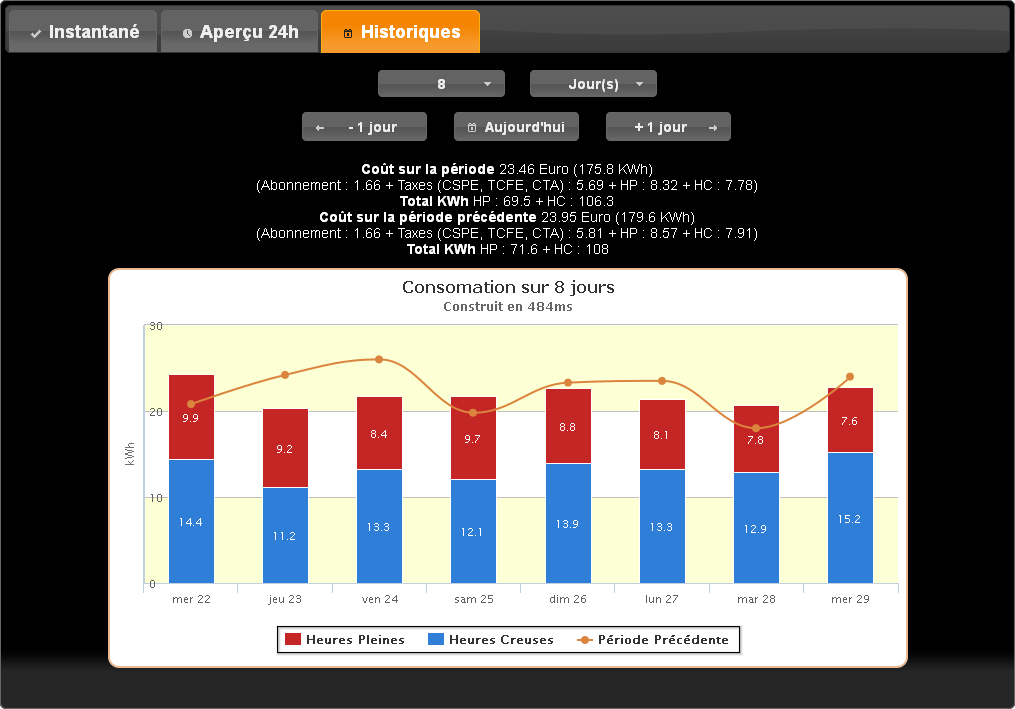 Instantané Aperçu 24h Historiques
8 Jour(s)
- 1 jour Aujourd'hui + 1 jour
Coût sur la période 23.46 Euro (175.8 KWh)
(Abonnement : 1.66 + Taxes (CSPE, TCFE, CTA) : 5.69 + HP : 8.32 + HC : 7.78)
Total KWh HP : 69.5 + HC : 106.3
Coût sur la période précédente 23.95 Euro (179.6 KWh)
(Abonnement : 1.66 + Taxes (CSPE, TCFE, CTA) : 5.81 + HP : 8.57 + HC : 7.91)
Total KWh HP : 71.6 + HC : 108
Consomation sur 8 jours
Construit en 484ms
kWh
30
20
10
0
9.9 9.2 8.4 9.7 8.8 8.1 7.8 7.6
14.4 11.2 13.3 12.1 13.9 13.3 12.9 15.2
mer 22 jeu 23 ven 24 sam 25 dim 26 lun 27 mar 28 mer 29
Heures Pleines Heures Creuses Période Précédente